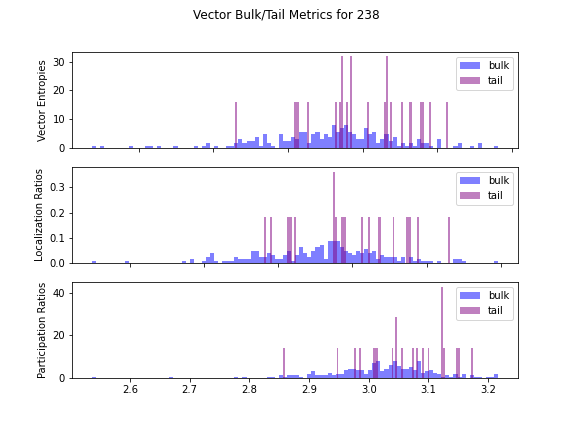 Vector Bulk/Tail Metrics for 238
Vector Entropies
30
20
10
0
bulk
tail
Localization Ratios
0.3
0.2
0.1
0.0
bulk
tail
Participation Ratios
40
20
0
bulk
tail
2.6 2.7 2.8 2.9 3.0 3.1 3.2